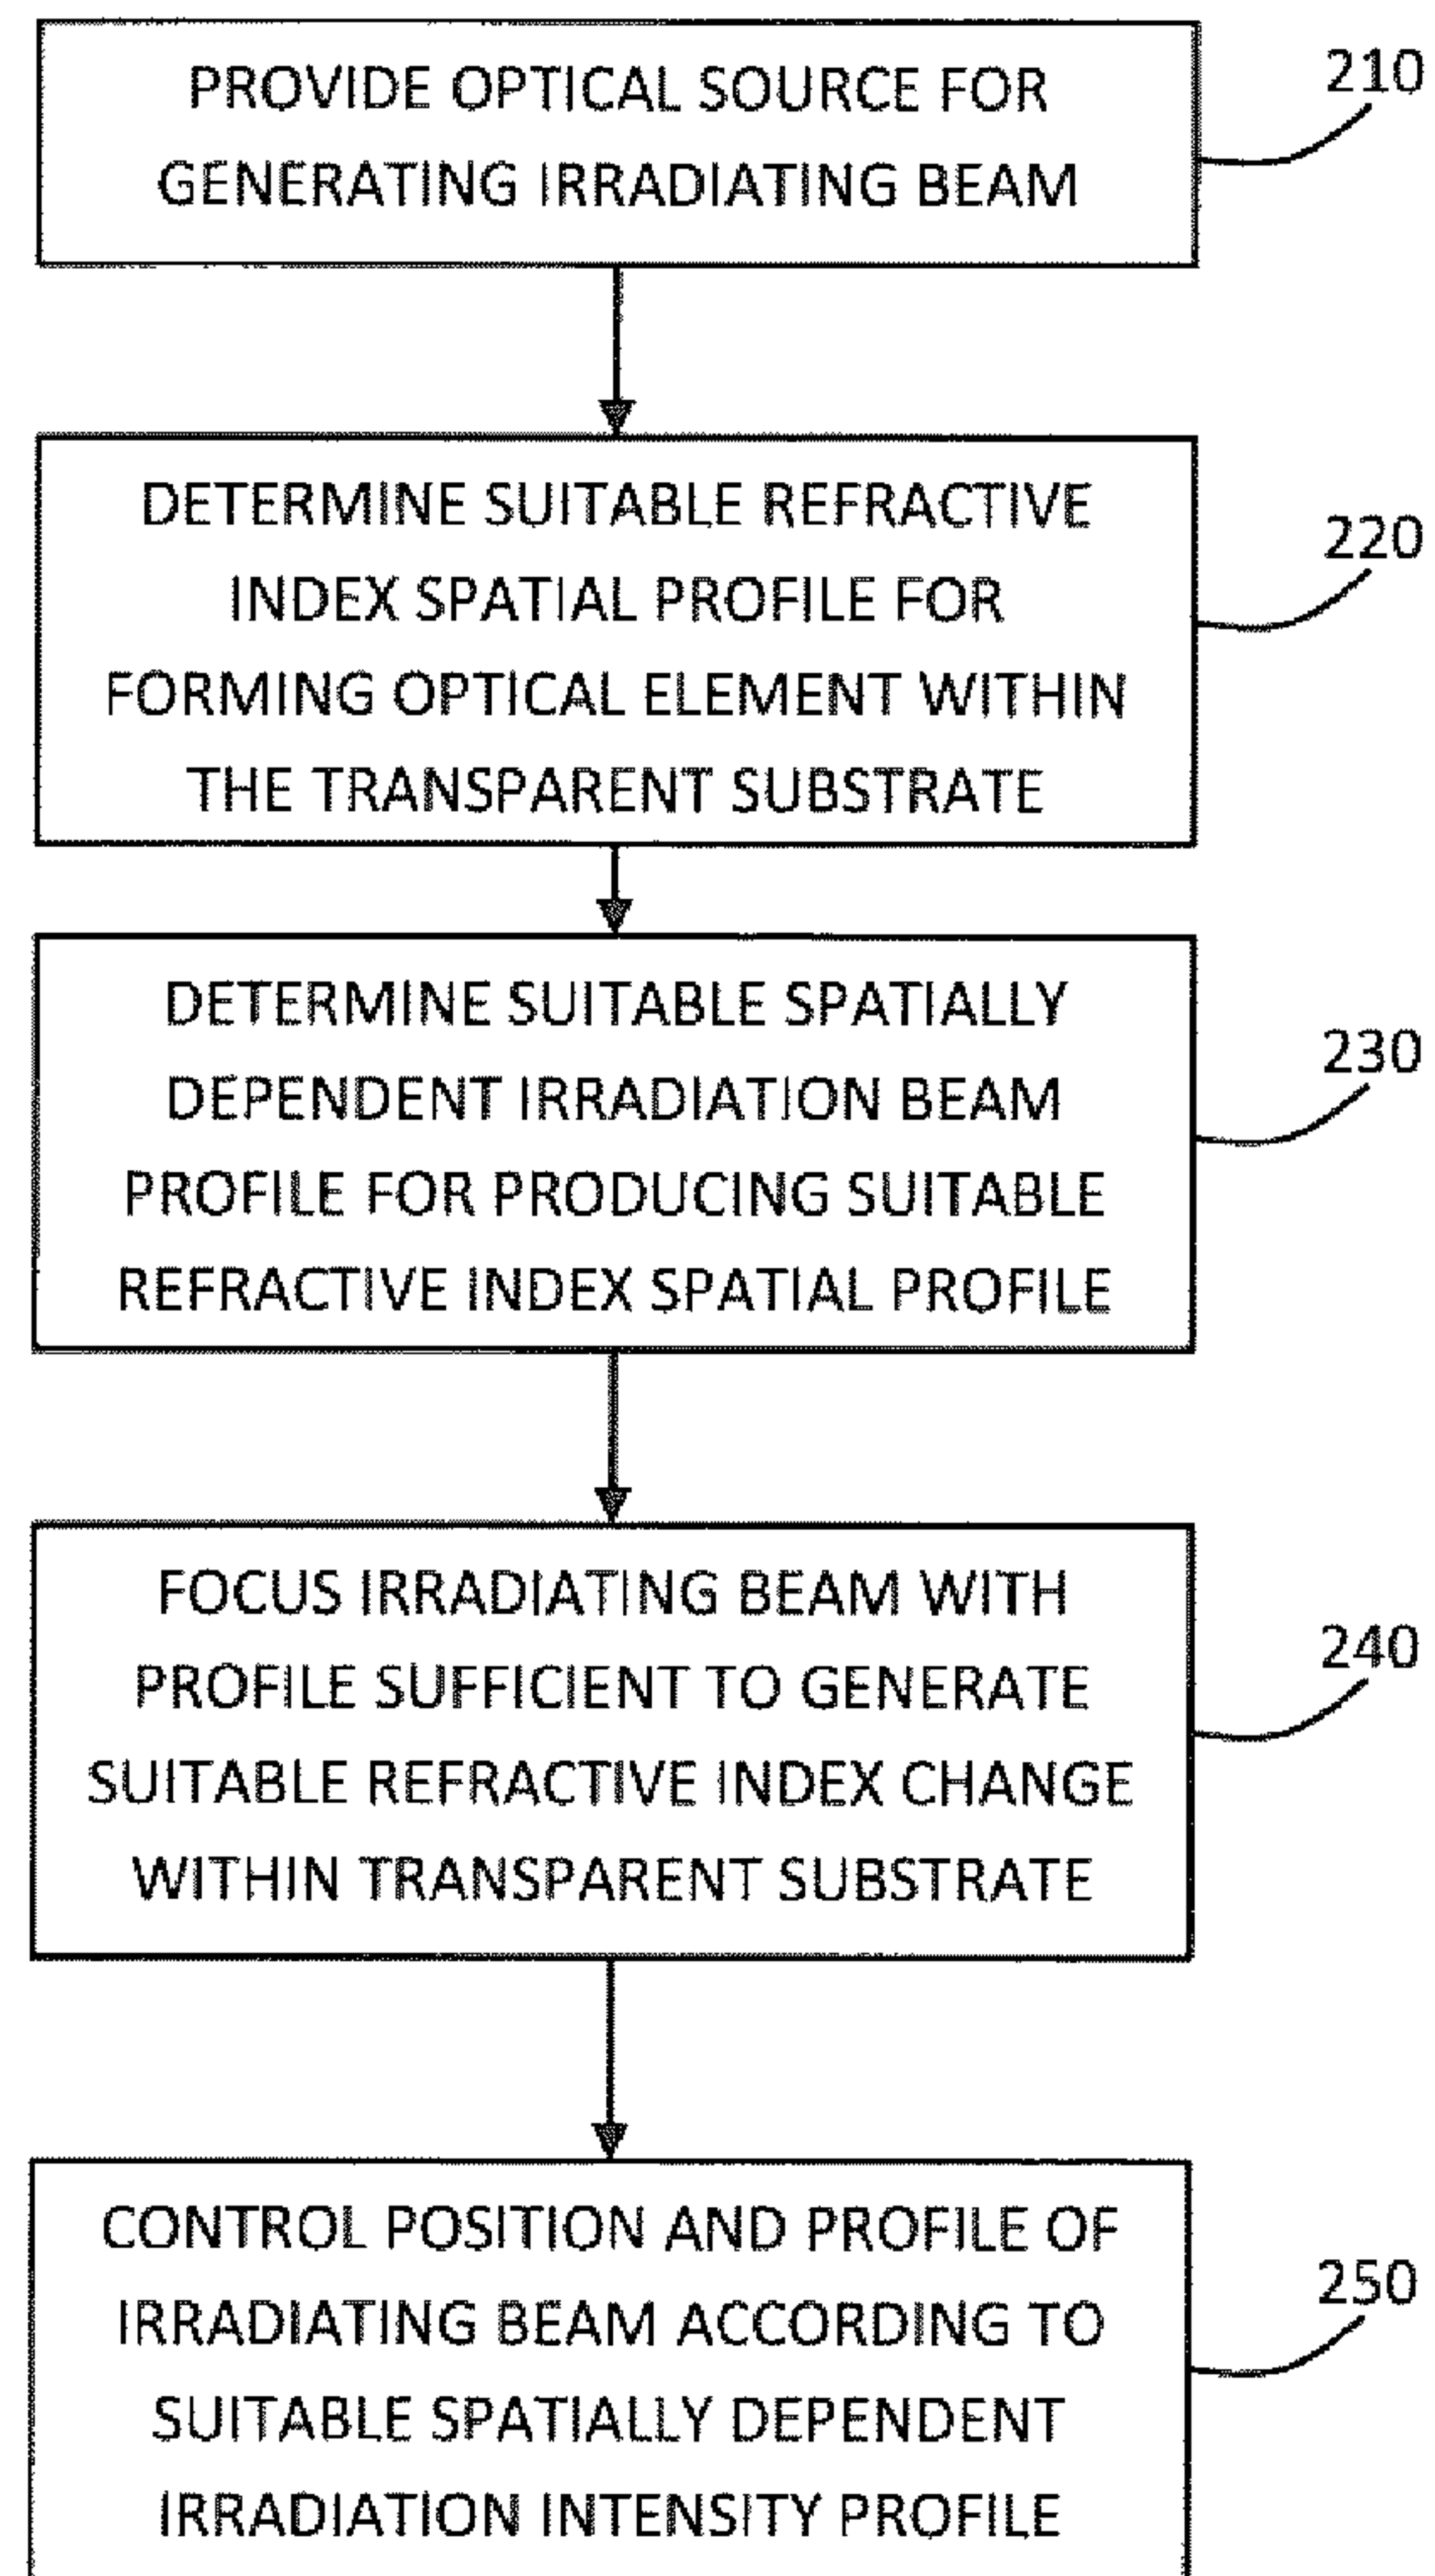 PROVIDE OPTICAL SOURCE FOR
GENERATING IRRADIATING BEAM
210
DETERMINE SUITABLE REFRACTIVE
INDEX SPATIAL PROFILE FOR
FORMING OPTICAL ELEMENT WITHIN
THE TRANSPARENT SUBSTRATE
220
DETERMINE SUITABLE SPATIALLY
DEPENDENT IRRADIATION BEAM
PROFILE FOR PRODUCING SUITABLE
REFRACTIVE INDEX SPATIAL PROFILE
230
FOCUS IRRADIATING BEAM WITH
PROFILE SUFFICIENT TO GENERATE
SUITABLE REFRACTIVE INDEX CHANGE
WITHIN TRANSPARENT SUBSTRATE
240
CONTROL POSITION AND PROFILE OF
IRRADIATING BEAM ACCORDING TO
SUITABLE SPATIALLY DEPENDENT
IRRADIATION INTENSITY PROFILE
250